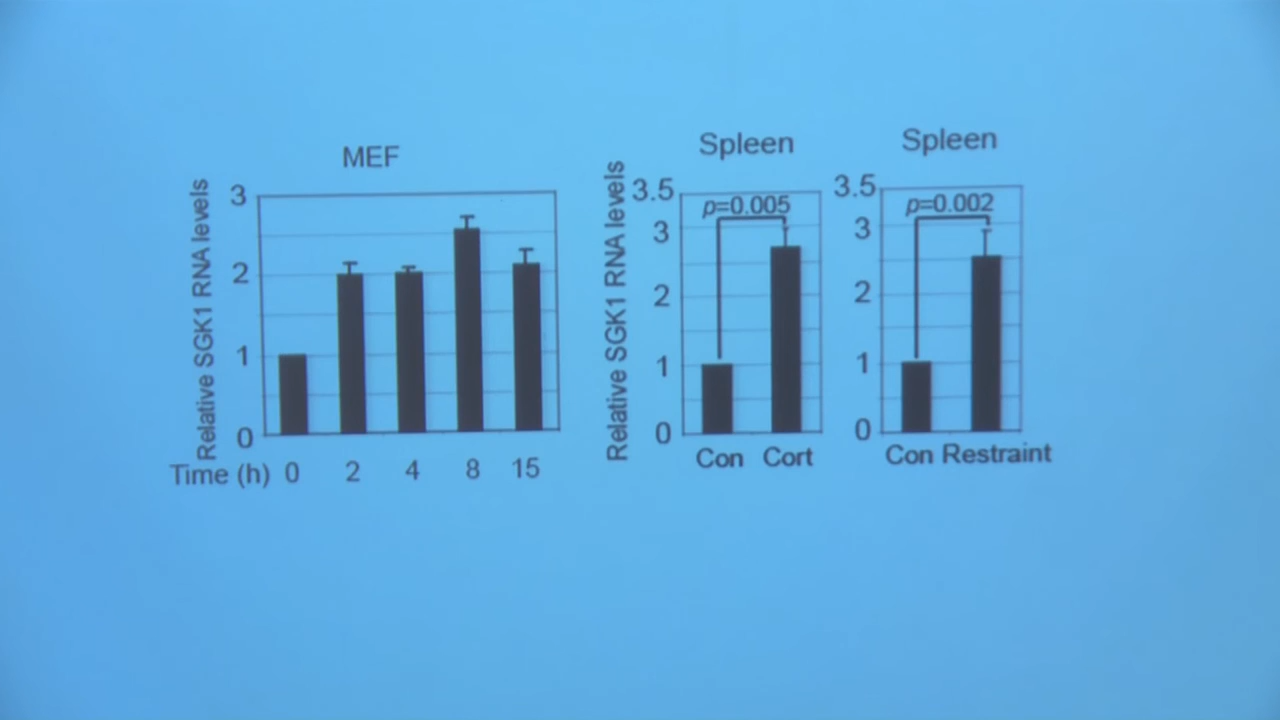 MEF
Relative SGK1 RNA levels
3
2
1
0
Time (h) 0 2 4 8 15
Spleen
Relative SGK1 RNA levels
3.5
3
2
1
0
p=0.005
Con Cort
Spleen
3.5
3
2
1
0
p=0.002
Con Restraint